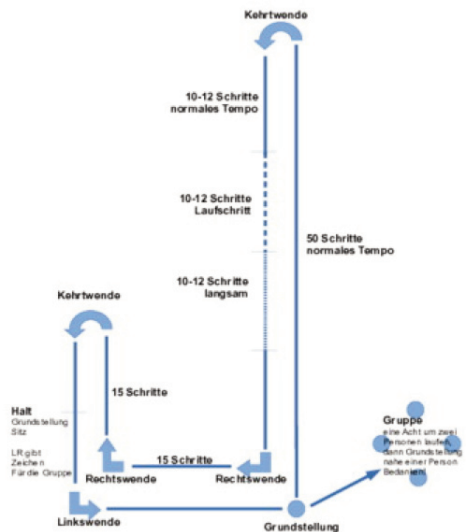 Kehrtwende
10-12 Schritte
normales Tempo
10-12 Schritte
Laufschritt
50 Schritte
normales Tempo
10-12 Schritte
langsam
Kehrtwende
15 Schritte
Halt
Grundstellung
Sitz
LR gibt
Zeichen
Für die Gruppe
Gruppe
eine Acht um zwei
Personen laufen,
dann Grundstellung
nahe einer Person
Bedanken!
15 Schritte
Rechtswende
Rechtswende
Linkswende
Grundstellung